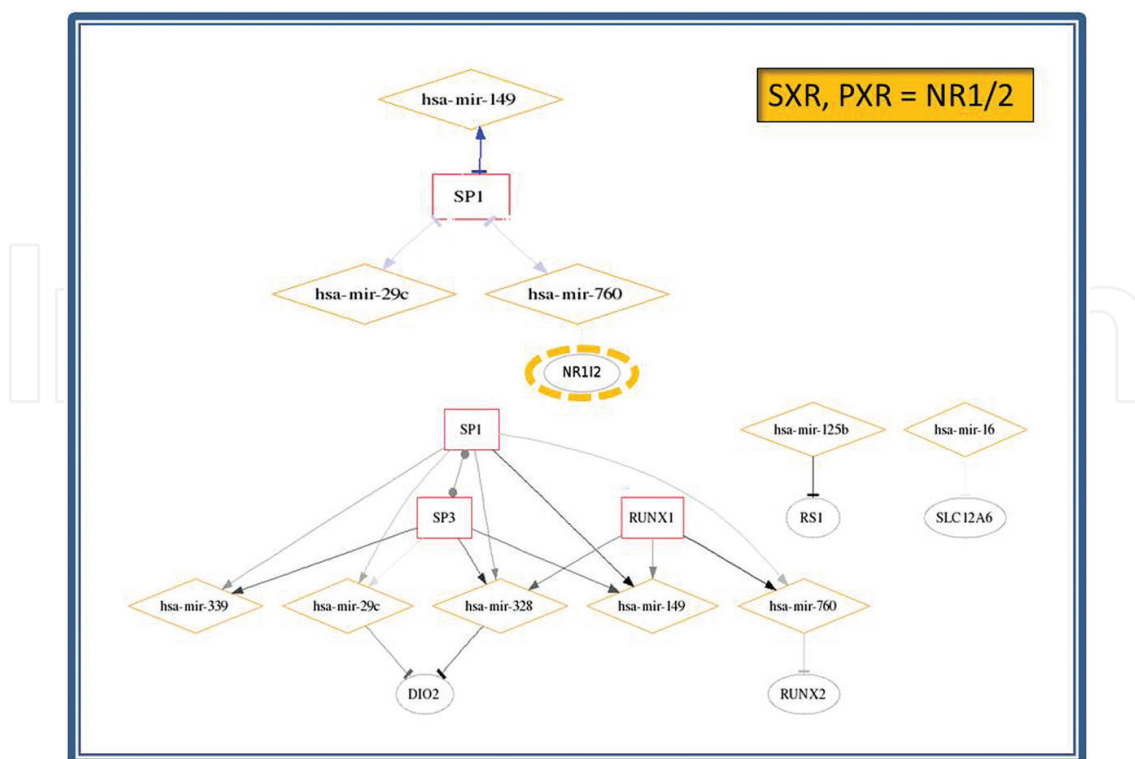 hsa-mir-149
SXR, PXR = NR1/2
SP1
hsa-mir-29c
hsa-mir-760
NR1I2
SP1
hsa-mir-125b
hsa-mir-16
SP3
RUNX1
RS1
SLC12A6
hsa-mir-339
hsa-mir-29c
hsa-mir-328
hsa-mir-149
hsa-mir-760
DIO2
RUNX2